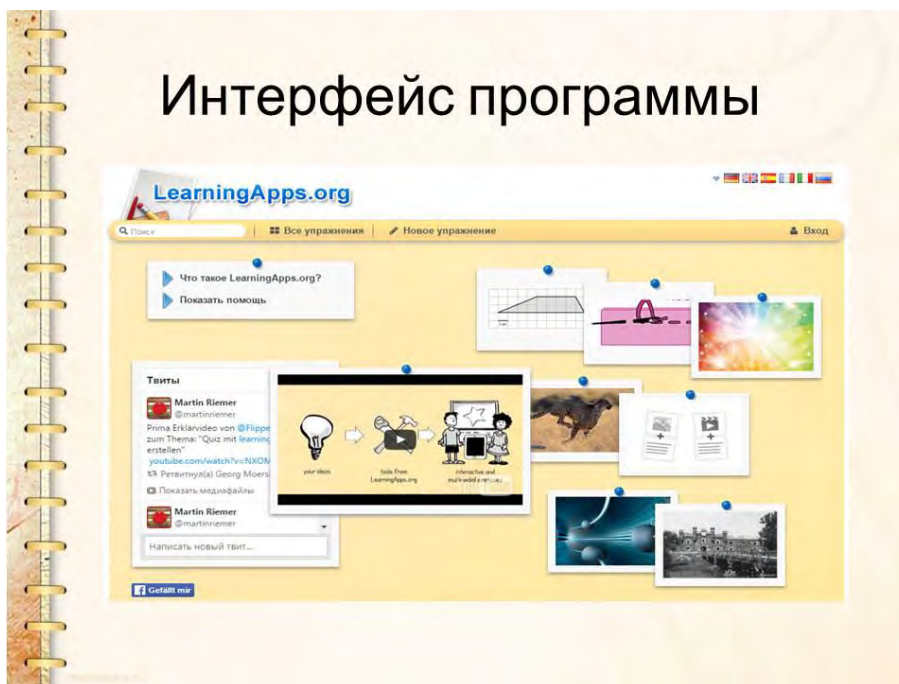 Интерфейс программы
LearningApps.org
Поиск
Все упражнения
Новое упражнение
Вход
Что такое LearningApps.org?
Показать помощь
Твиты
Martin Riemer
@martinriemer
Prima Erklärvideo von @Flippe
zum Thema: "Quiz mit learning
erstellen"
youtube.com/watch?v=NXOM
Ретвитнул(а) Georg Moers
Показать медиафайлы
Martin Riemer
@martinriemer
Написать новый твит...
your ideas
tools from
LearningApps.org
interactive and
Gefällt mir